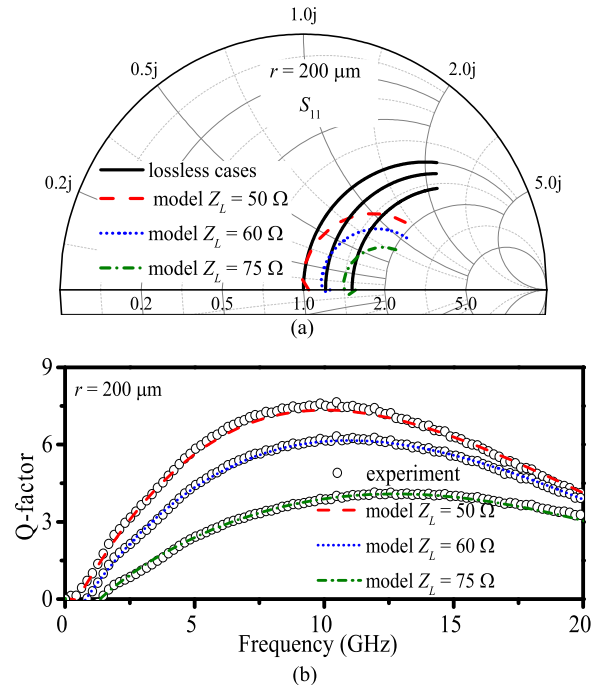 1.0j
0.5j
2.0j
r = 200 μm
S11
0.2j
5.0j
lossless cases
model ZL = 50 Ω
model ZL = 60 Ω
model ZL = 75 Ω
0.2 0.5 1.0 2.0 5.0
(a)
9
r = 200 μm
6
experiment
3
model ZL = 50 Ω
model ZL = 60 Ω
model ZL = 75 Ω
0
Q-factor
0 5 10 15 20
Frequency (GHz)
(b)